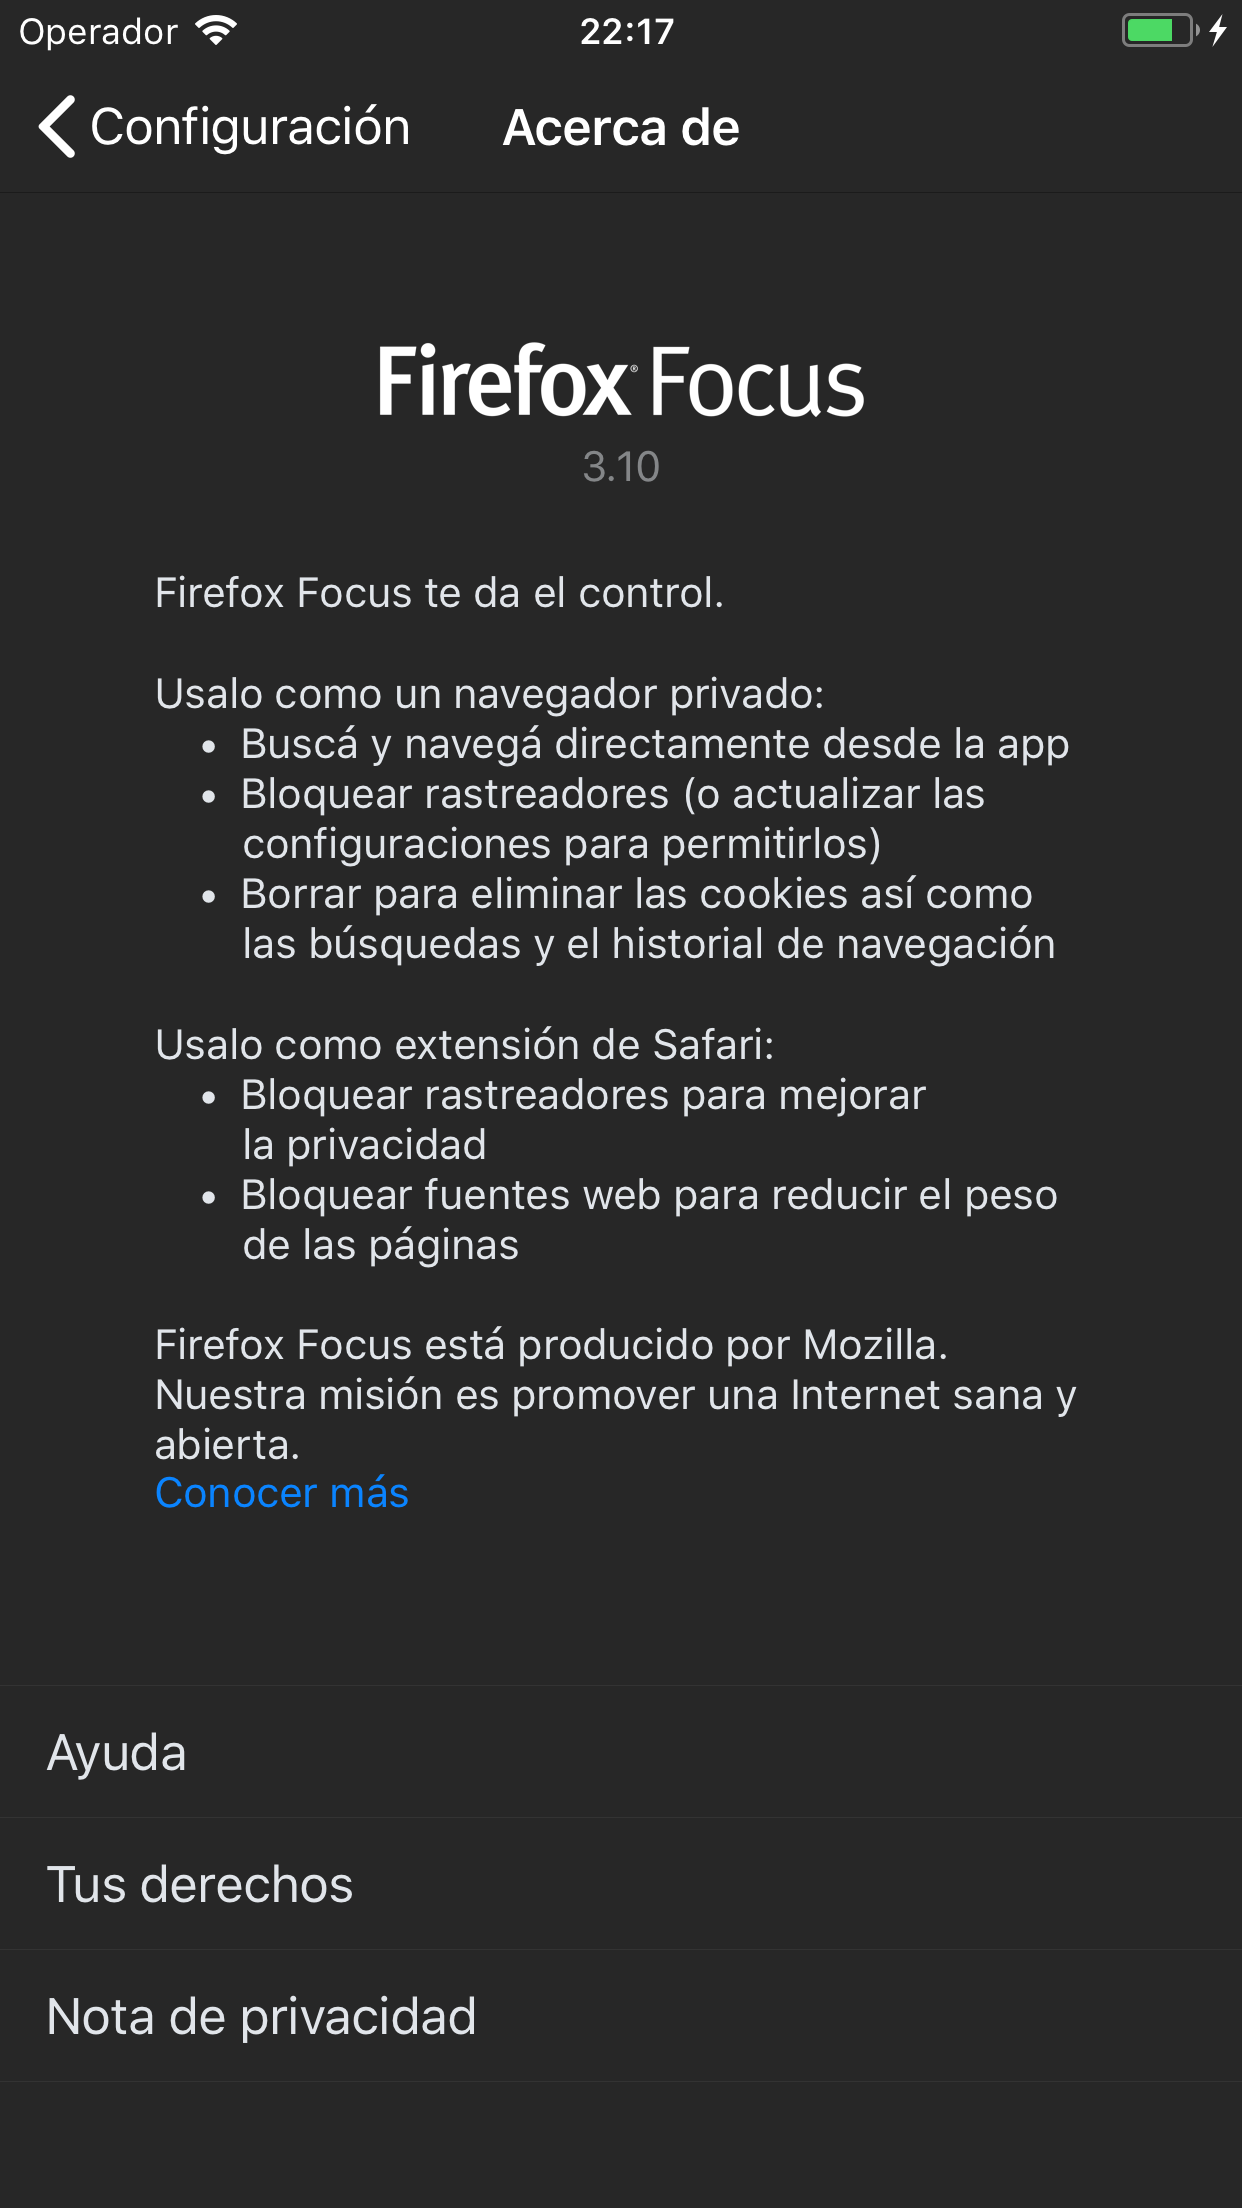 Operador
22:17
Configuración
Acerca de
Firefox® Focus
3.10
Firefox Focus te da el control.
Usalo como un navegador privado:
• Buscá y navegá directamente desde la app
• Bloquear rastreadores (o actualizar las
configuraciones para permitirlos)
• Borrar para eliminar las cookies así como
las búsquedas y el historial de navegación
Usalo como extensión de Safari:
• Bloquear rastreadores para mejorar
la privacidad
• Bloquear fuentes web para reducir el peso
de las páginas
Firefox Focus está producido por Mozilla.
Nuestra misión es promover una Internet sana y
abierta.
Conocer más
Ayuda
Tus derechos
Nota de privacidad